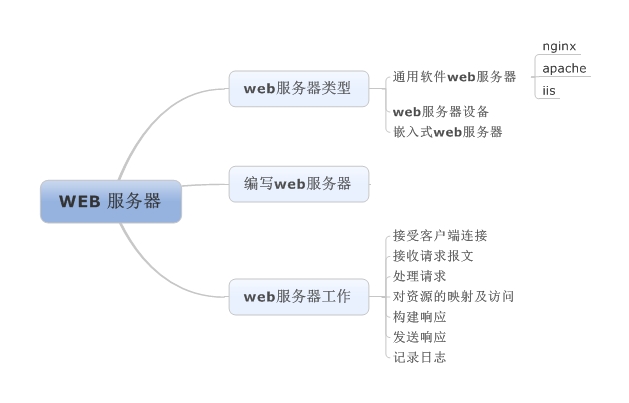 WEB 服务器
web服务器类型
通用软件web服务器
nginx
apache
iis
web服务器设备
嵌入式web服务器
编写web服务器
web服务器工作
接受客户端连接
接收请求报文
处理请求
对资源的映射及访问
构建响应
发送响应
记录日志